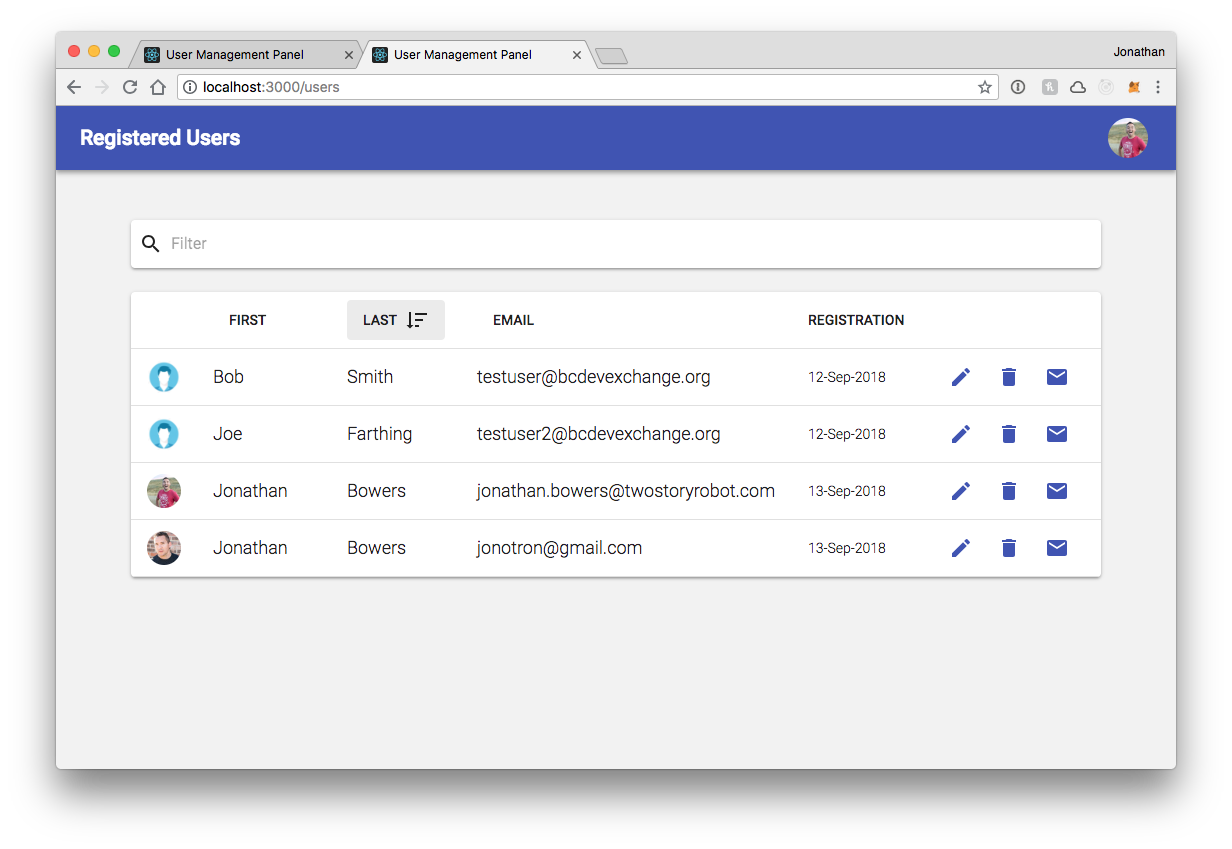 User Management Panel
User Management Panel
Jonathan
localhost:3000/users
Registered Users
Filter
FIRST LAST EMAIL REGISTRATION
Bob Smith testuser@bcdevexchange.org 12-Sep-2018
Joe Farthing testuser2@bcdevexchange.org 12-Sep-2018
Jonathan Bowers jonathan.bowers@twostoryrobot.com 13-Sep-2018
Jonathan Bowers jonotron@gmail.com 13-Sep-2018